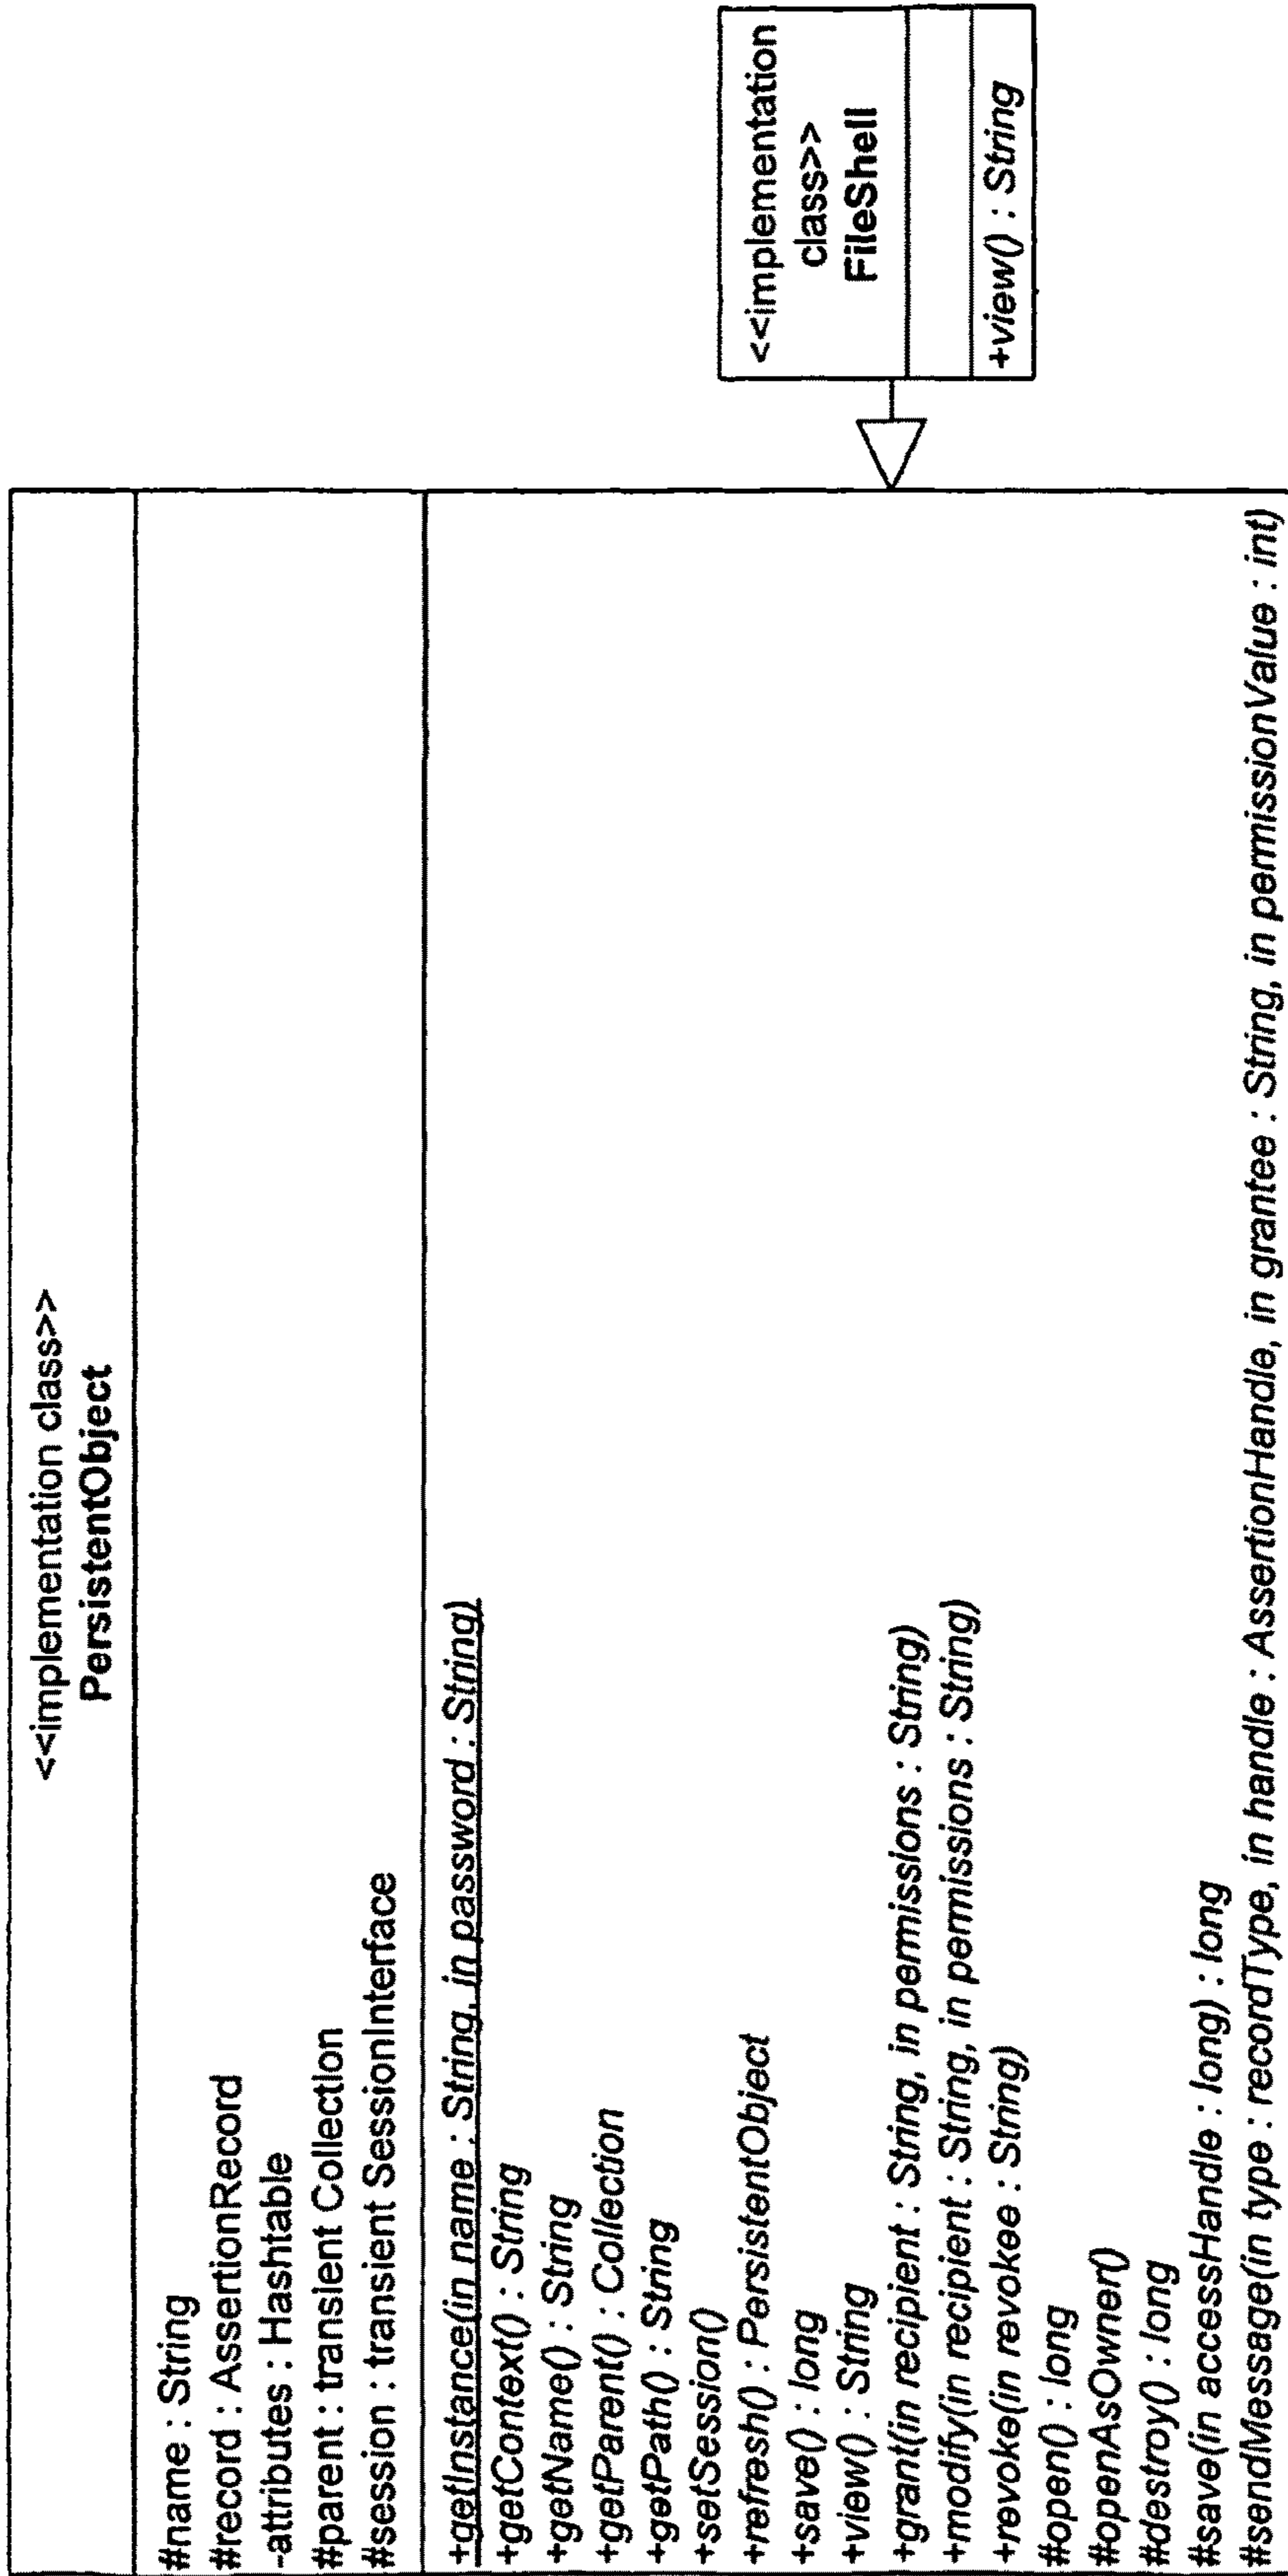 <<implementation class>>
PersistentObject
#name : String
#record : AssertionRecord
-attributes : Hashtable
#parent : transient Collection
#session : transient SessionInterface
+getInstance(in name : String, in password : String)
+getContext() : String
+getName() : String
+getParent() : Collection
+getPath() : String
+setSession()
+refresh() : PersistentObject
+save() : long
+view() : String
+grant(in recipient : String, in permissions : String)
+modify(in recipient : String, in permissions : String)
+revoke(in revokee : String)
#open() : long
#openAsOwner()
#destroy() : long
#save(in accessHandle : long) : long
#sendMessage(in type : recordType, in handle : AssertionHandle, in grantee : String, in permissionValue : int)
<<implementation
class>>
FileShell
+view() : String